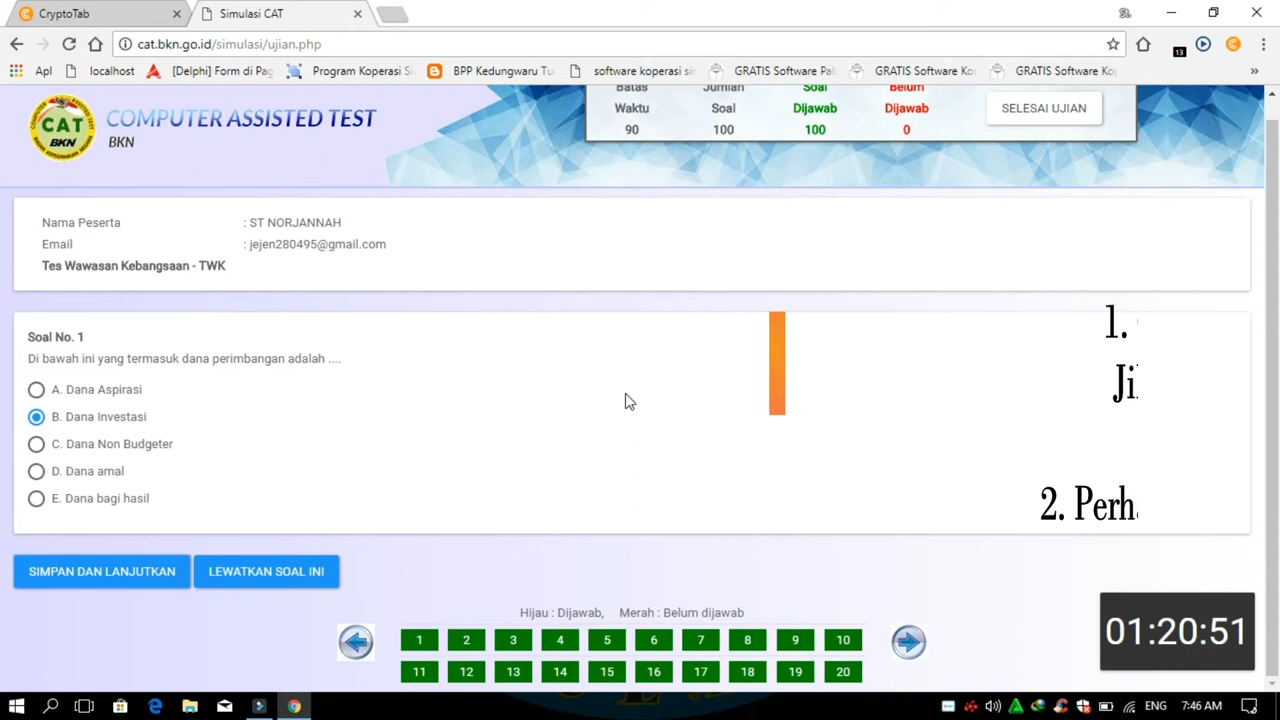 CryptoTab
Simulasi CAT
cat.bkn.go.id/simulasi/ujian.php
13
Apl
localhost
[Delphi] Form di Pag
Program Koperasi Si
BPP Kedungwaru Tu
software koperasi sir
GRATIS Software Pak
GRATIS Software Kop
GRATIS Software Kop
»
CAT
BKN
COMPUTER ASSISTED TEST
BKN
Batas Jumlah Soal Belum
Waktu Soal Dijawab Dijawab
90 100 100 0
SELESAI UJIAN
Nama Peserta : ST NORJANNAH
Email : jejen280495@gmail.com
Tes Wawasan Kebangsaan - TWK
Soal No. 1
Di bawah ini yang termasuk dana perimbangan adalah ....
A. Dana Aspirasi
B. Dana Investasi
C. Dana Non Budgeter
D. Dana amal
E. Dana bagi hasil
1.
Ji
2. Perh
SIMPAN DAN LANJUTKAN
LEWATKAN SOAL INI
Hijau : Dijawab, Merah : Belum dijawab
1 2 3 4 5 6 7 8 9 10
11 12 13 14 15 16 17 18 19 20
01:20:51
ENG 7:46 AM